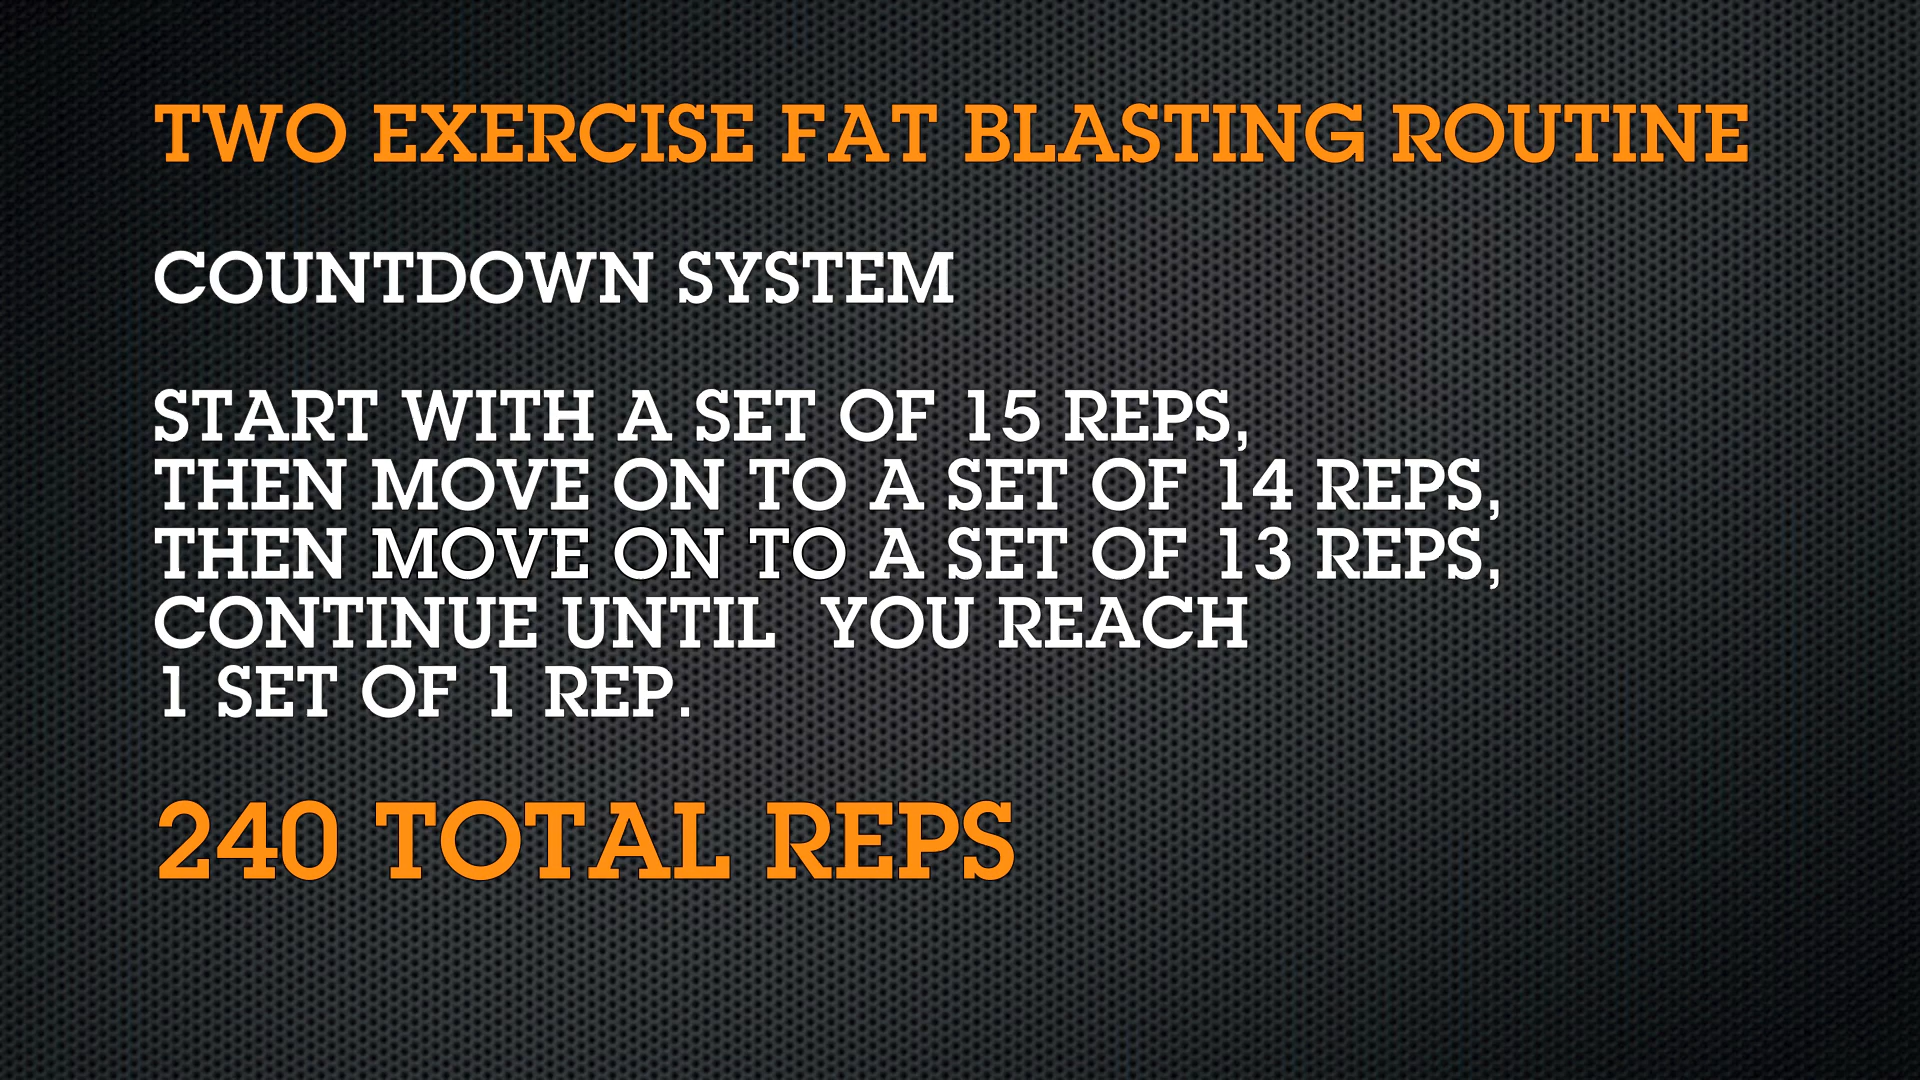 TWO EXERCISE FAT BLASTING ROUTINE
COUNTDOWN SYSTEM
START WITH A SET OF 15 REPS,
THEN MOVE ON TO A SET OF 14 REPS,
THEN MOVE ON TO A SET OF 13 REPS,
CONTINUE UNTIL YOU REACH
1 SET OF 1 REP.
240 TOTAL REPS